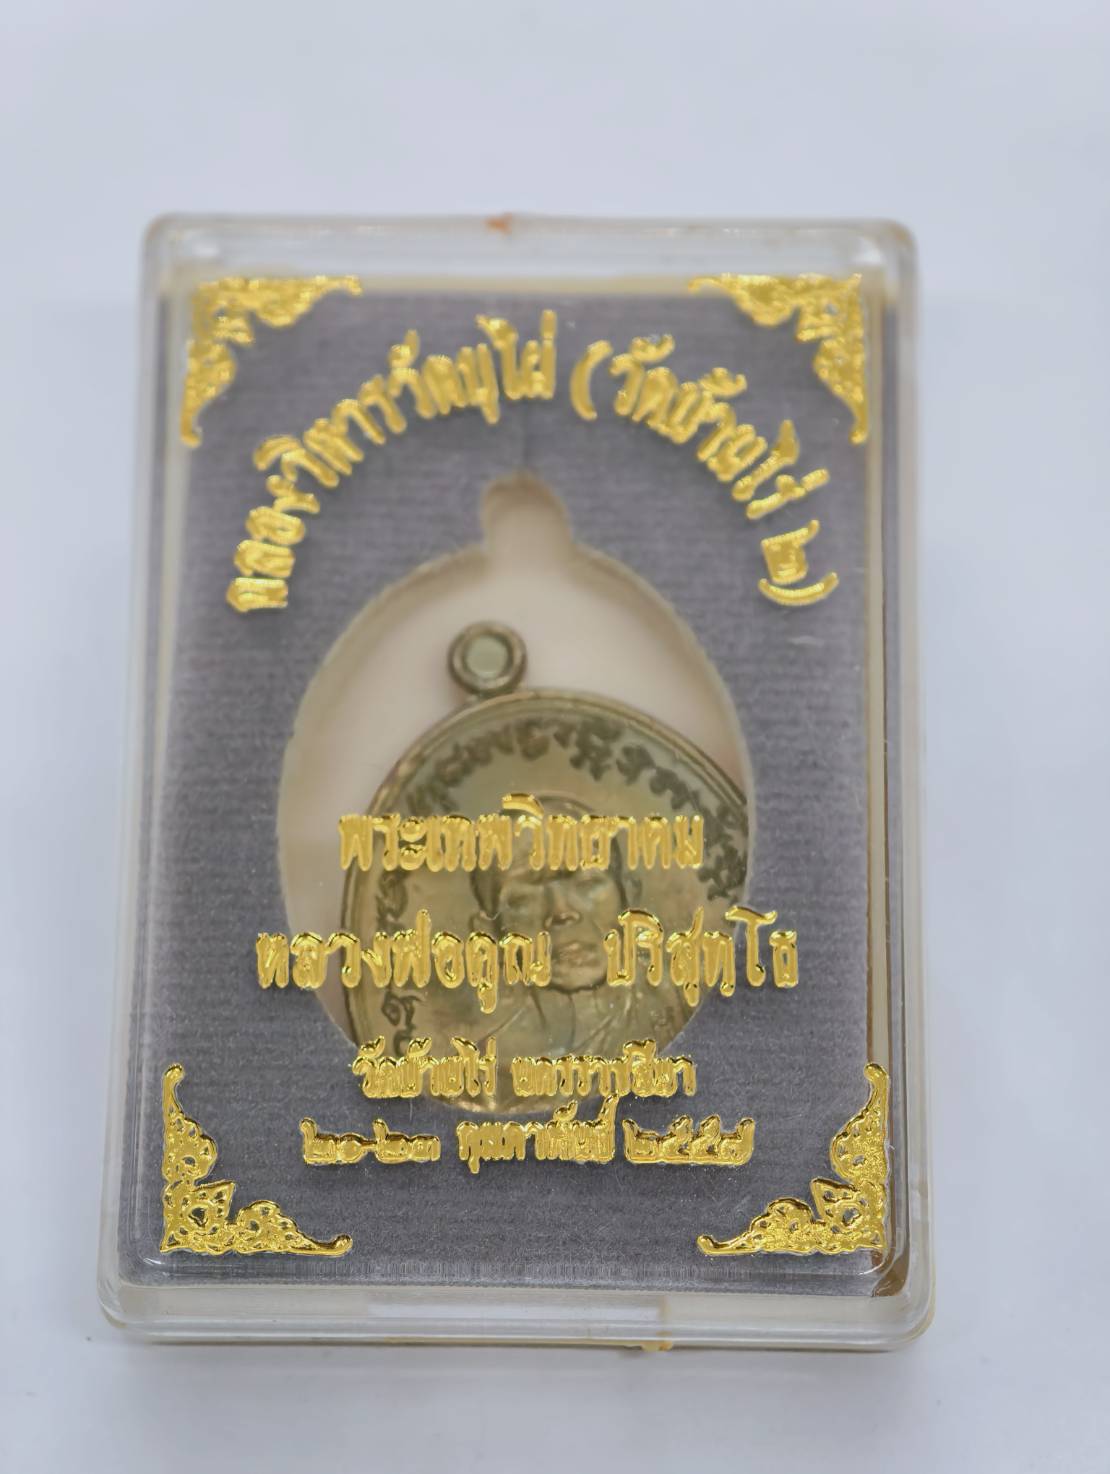 ฉลองวิหารวัดบุไผ่ (วัดบ้านไร่ ๒)
พระเทพวิทยาคม
หลวงพ่อคูณ ปริสุทฺโธ
วัดบ้านไร่ นครราชสีมา
๒๑-๒๓ กุมภาพันธ์ ๒๕๕๗